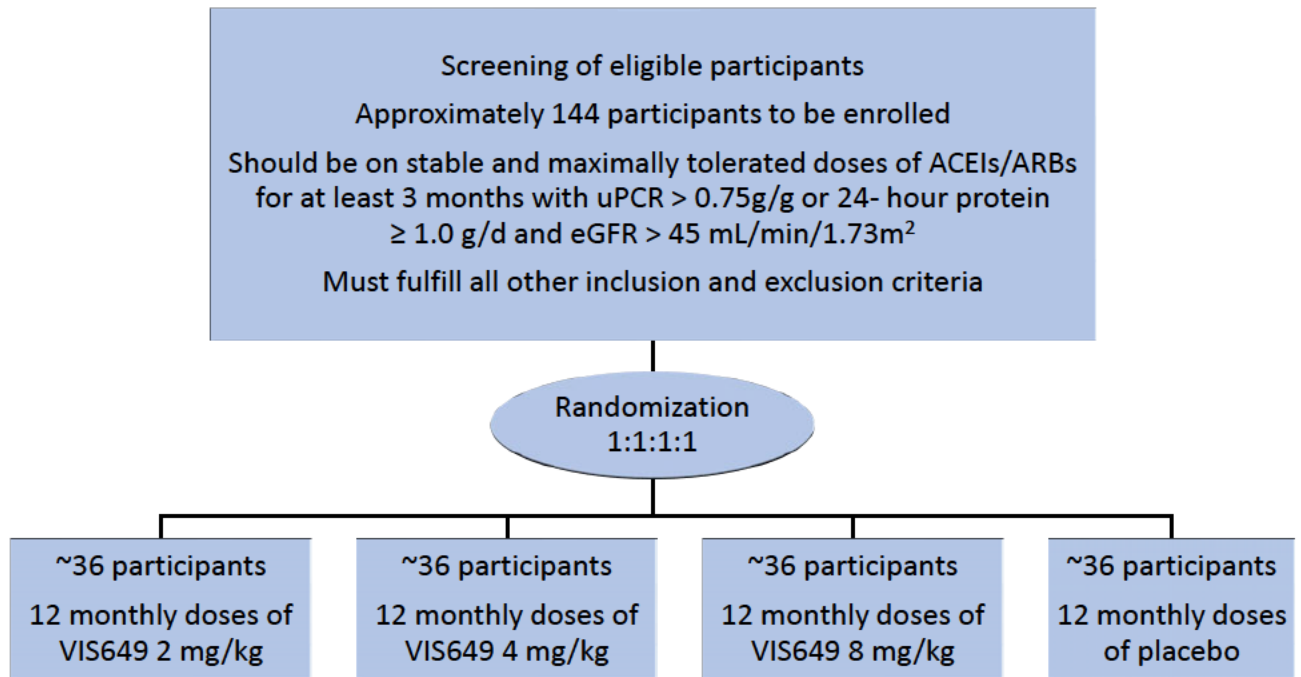 Screening of eligible participants
Approximately 144 participants to be enrolled
Should be on stable and maximally tolerated doses of ACEIs/ARBs
for at least 3 months with uPCR > 0.75g/g or 24- hour protein
≥ 1.0 g/d and eGFR > 45 mL/min/1.73m²
Must fulfill all other inclusion and exclusion criteria
Randomization
1:1:1:1
~36 participants
12 monthly doses of
VIS649 2 mg/kg
~36 participants
12 monthly doses of
VIS649 4 mg/kg
~36 participants
12 monthly doses of
VIS649 8 mg/kg
~36 participants
12 monthly doses
of placebo